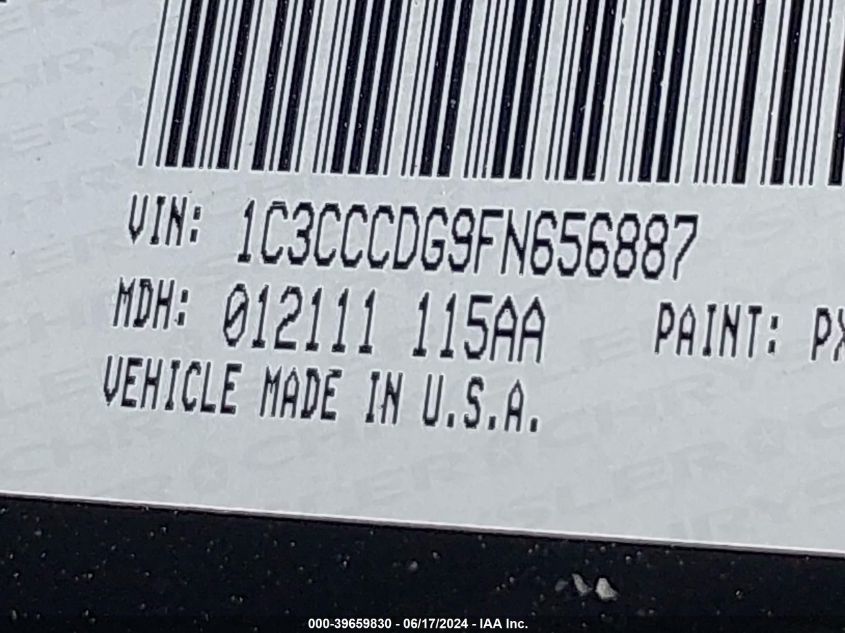 VIN: 1C3CCCDG9FN656887
MDH: 012111 115AA PAINT: PX
VEHICLE MADE IN U.S.A.
000-39659830 - 06/17/2024 - IAA Inc.